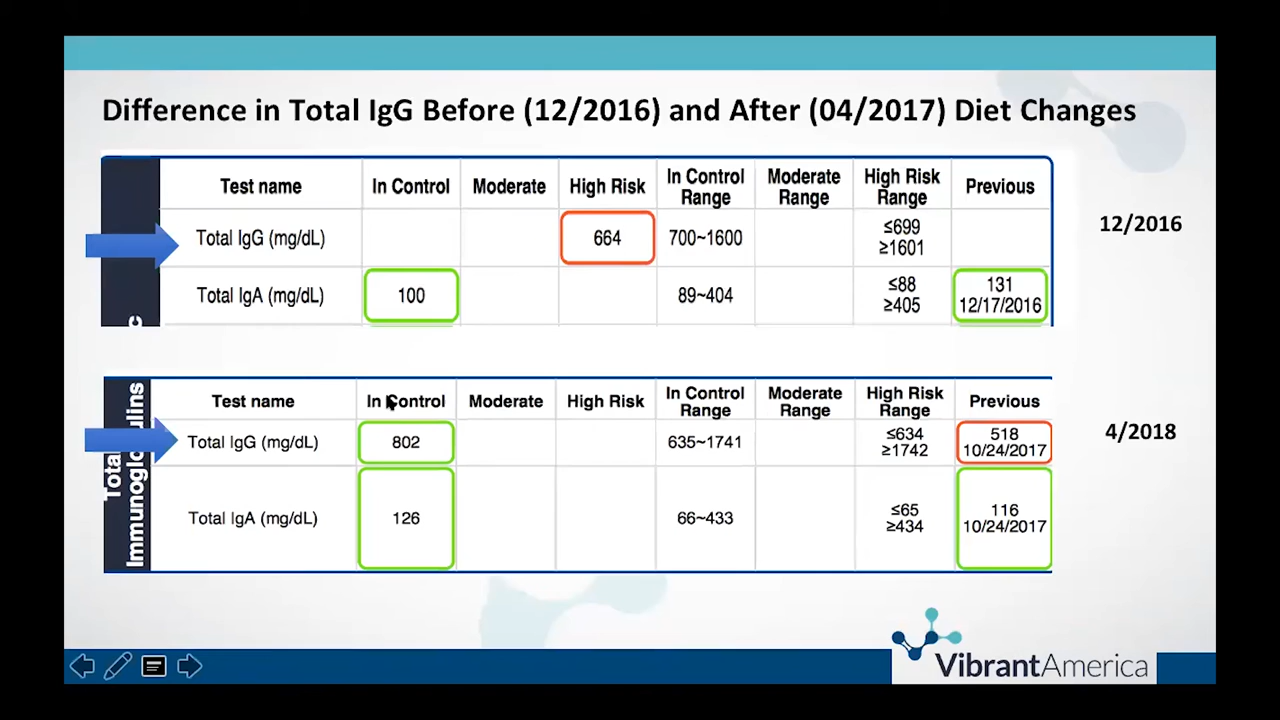 Difference in Total IgG Before (12/2016) and After (04/2017) Diet Changes
Test name In Control Moderate High Risk In Control Range Moderate Range High Risk Range Previous
Total IgG (mg/dL) 664 700~1600 ≤699 ≥1601
12/2016
Total IgA (mg/dL) 100 89~404 ≤88 ≥405 131 12/17/2016
Immunoglobulins
Test name In Control Moderate High Risk In Control Range Moderate Range High Risk Range Previous
Total IgG (mg/dL) 802 635~1741 ≤634 ≥1742 518 10/24/2017
4/2018
Total IgA (mg/dL) 126 66~433 ≤65 ≥434 116 10/24/2017
VibrantAmerica